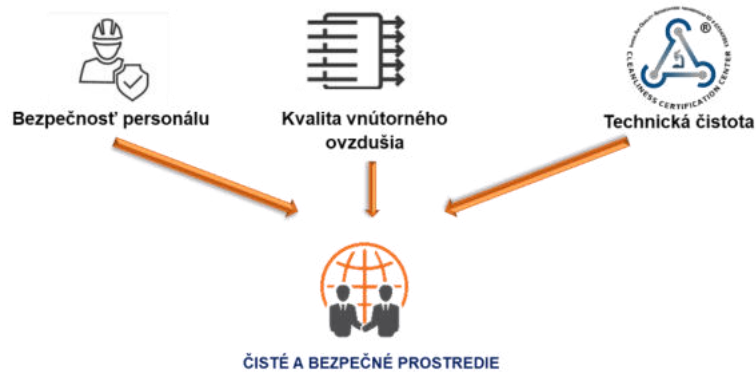 Bezpečnosť personálu
Kvalita vnútorného
ovzdušia
®
CLEANLINESS CERTIFICATION CENTER
Technická čistota
ČISTÉ A BEZPEČNÉ PROSTREDIE